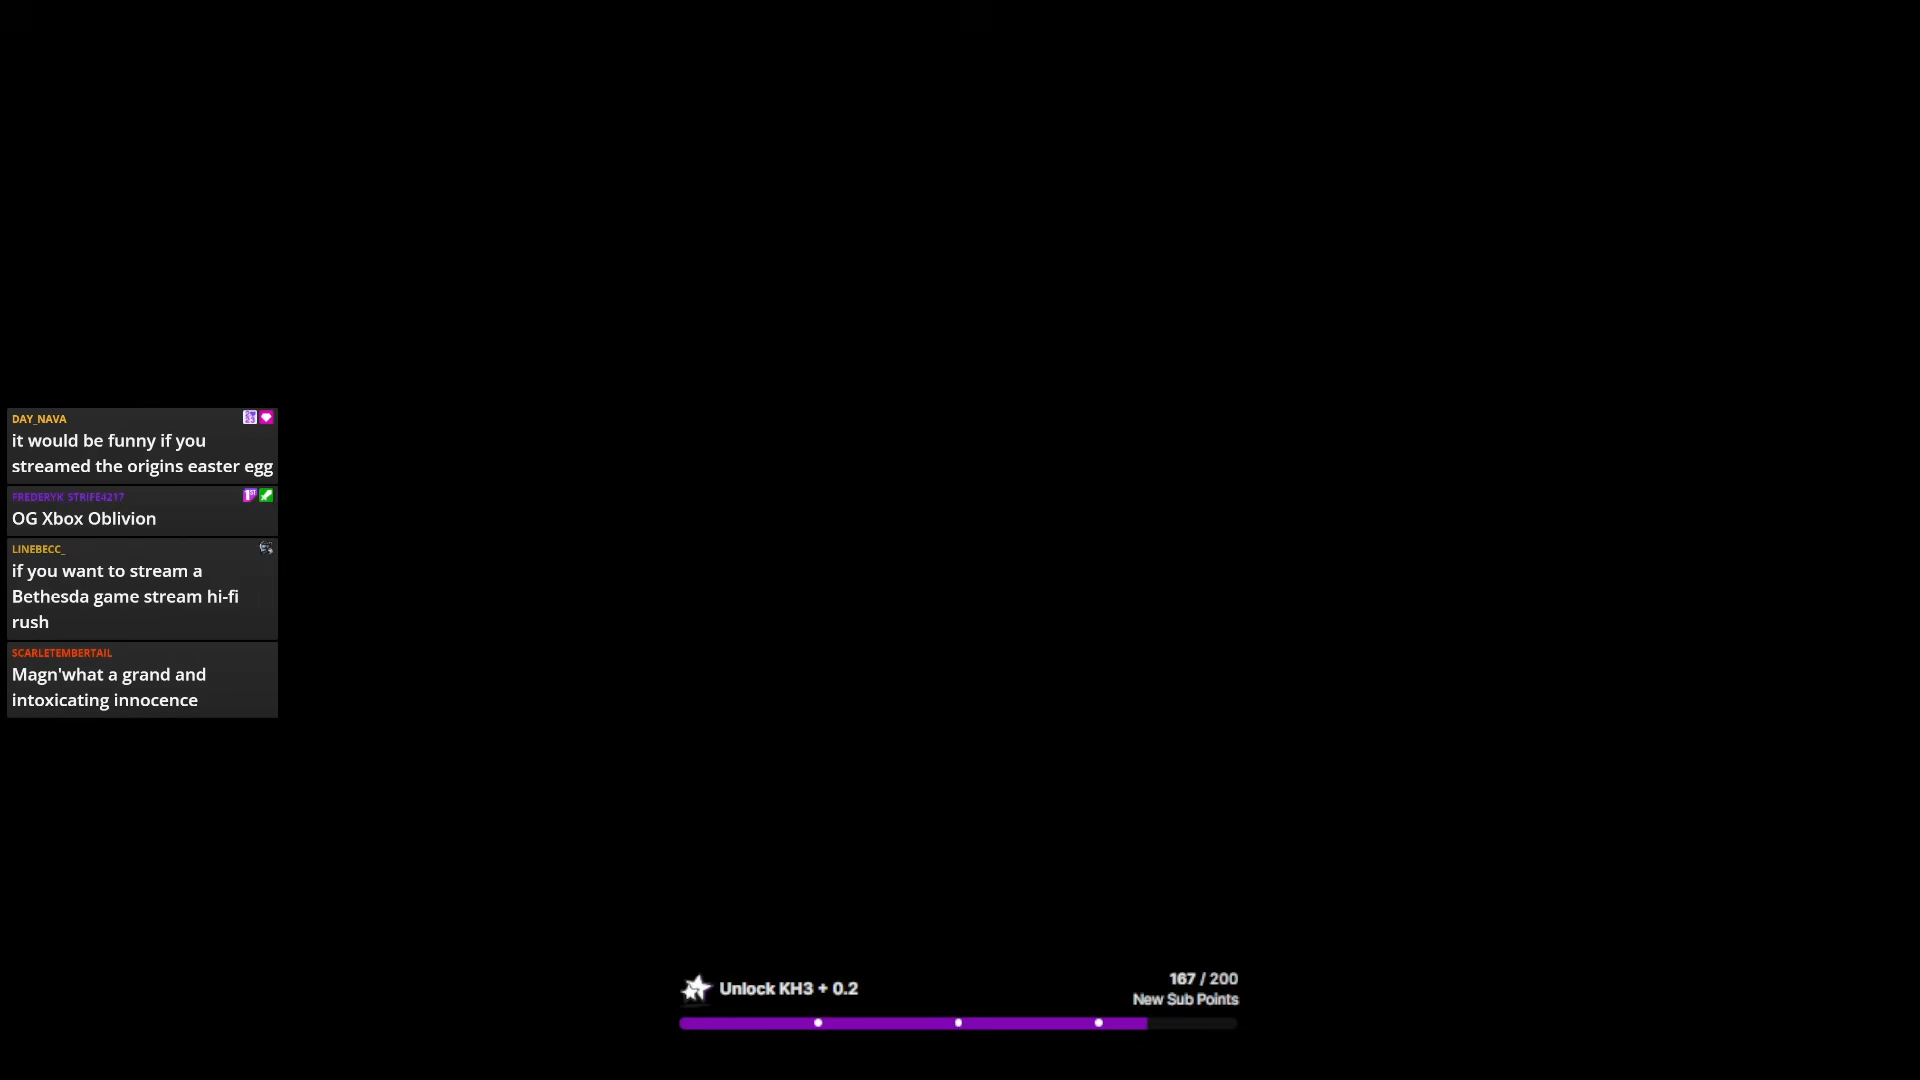 DAY_NAVA
it would be funny if you
streamed the origins easter egg
FREDERYK_STRIFE4217
OG Xbox Oblivion
LINEBECC_
if you want to stream a
Bethesda game stream hi-fi
rush
SCARLETEMBERTAIL
Magn'what a grand and
intoxicating innocence
Unlock KH3 + 0.2
167 / 200
New Sub Points